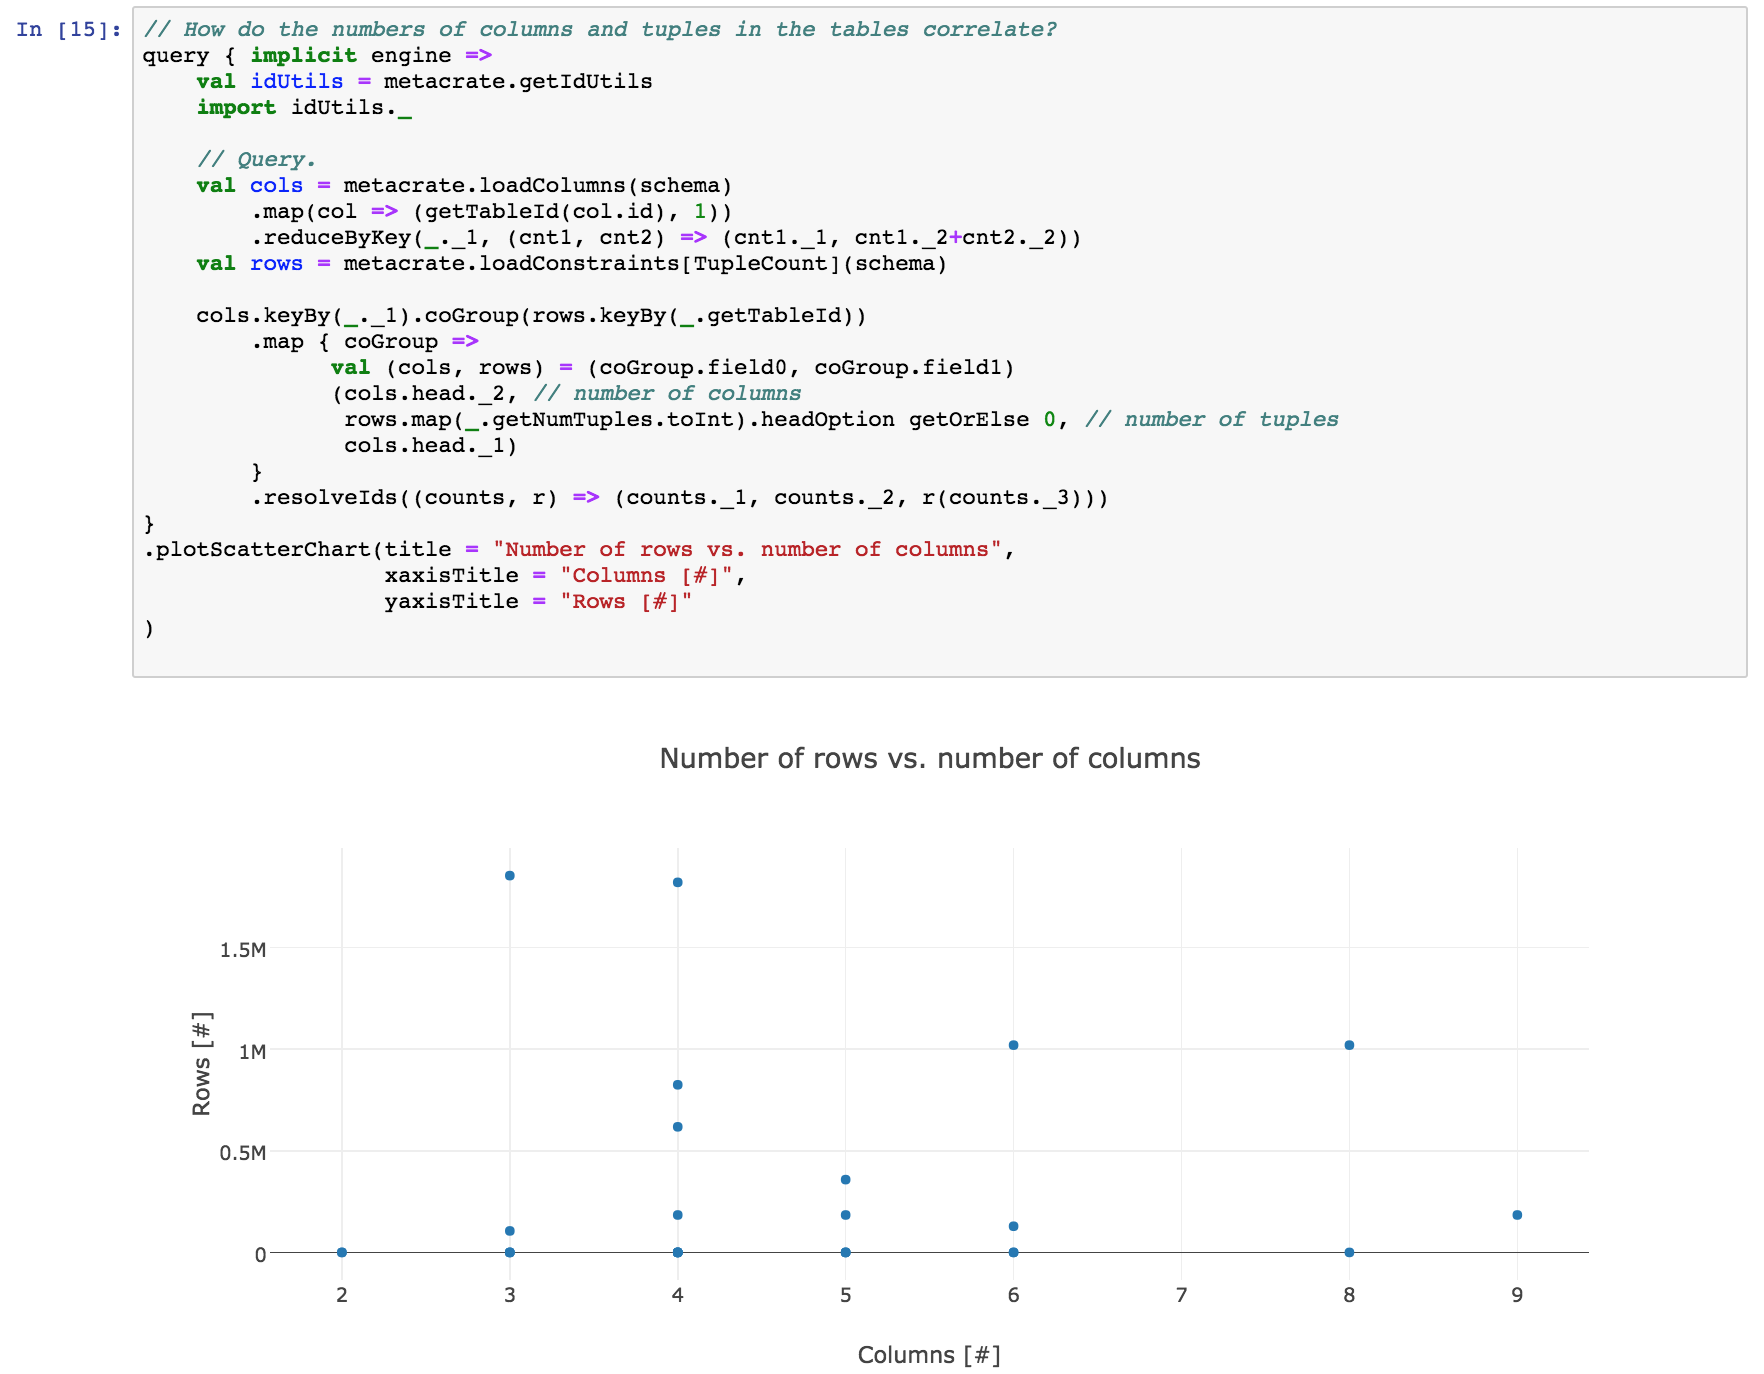 In [15]:
// How do the numbers of columns and tuples in the tables correlate?
query { implicit engine =>
    val idUtils = metacrate.getIdUtils
    import idUtils._

    // Query.
    val cols = metacrate.loadColumns(schema)
        .map(col => (getTableId(col.id), 1))
        .reduceByKey(_._1, (cnt1, cnt2) => (cnt1._1, cnt1._2+cnt2._2))
    val rows = metacrate.loadConstraints[TupleCount](schema)

    cols.keyBy(_._1).coGroup(rows.keyBy(_.getTableId))
        .map { coGroup =>
              val (cols, rows) = (coGroup.field0, coGroup.field1)
              (cols.head._2, // number of columns
               rows.map(_.getNumTuples.toInt).headOption getOrElse 0, // number of tuples
               cols.head._1)
        }
        .resolveIds((counts, r) => (counts._1, counts._2, r(counts._3)))
}
.plotScatterChart(title = "Number of rows vs. number of columns",
                  xaxisTitle = "Columns [#]",
                  yaxisTitle = "Rows [#]"
)
Number of rows vs. number of columns
Rows [#]
1.5M
1M
0.5M
0
2 3 4 5 6 7 8 9
Columns [#]